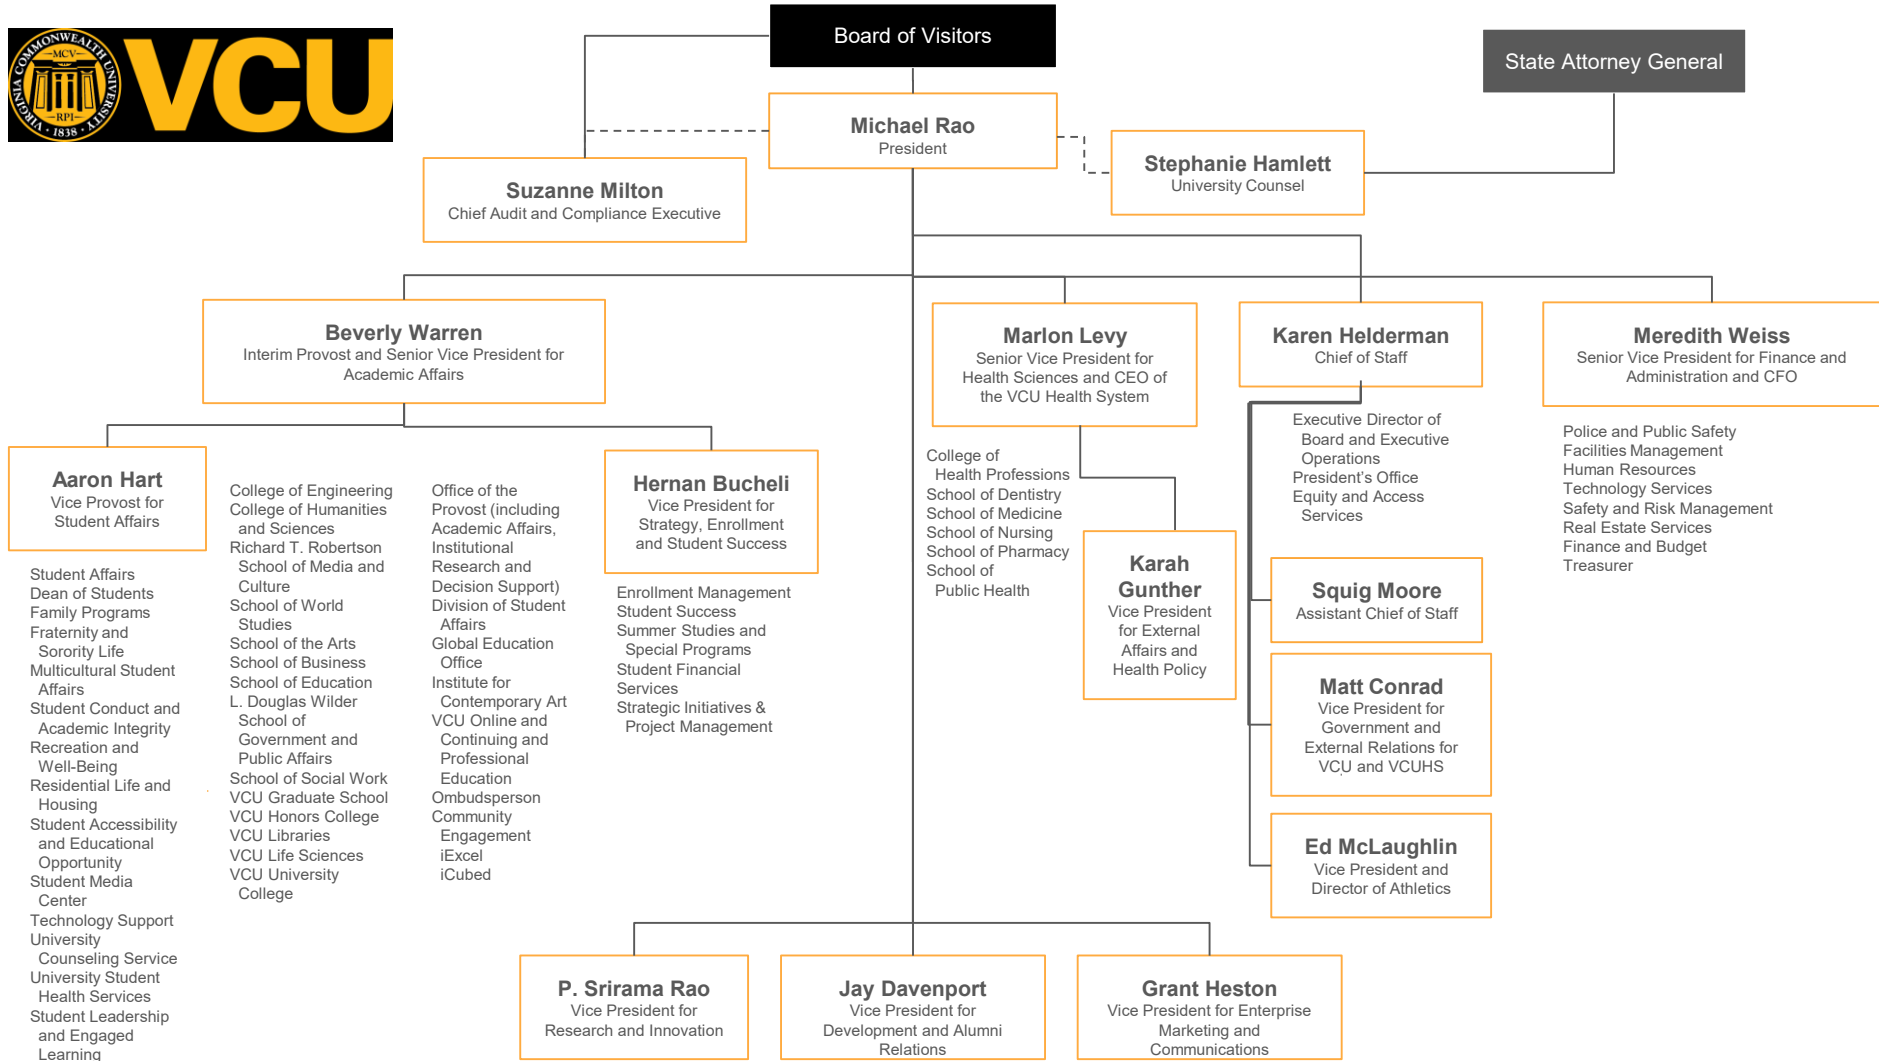 VIRGINIA COMMONWEALTH UNIVERSITY
MCV
RPI
1838
VCU
Board of Visitors
State Attorney General
Michael Rao
President
Stephanie Hamlett
University Counsel
Suzanne Milton
Chief Audit and Compliance Executive
Beverly Warren
Interim Provost and Senior Vice President for
Academic Affairs
Marlon Levy
Senior Vice President for
Health Sciences and CEO of
the VCU Health System
Karen Helderman
Chief of Staff
Meredith Weiss
Senior Vice President for Finance and
Administration and CFO
Aaron Hart
Vice Provost for
Student Affairs
Student Affairs
Dean of Students
Family Programs
Fraternity and
Sorority Life
Multicultural Student
Affairs
Student Conduct and
Academic Integrity
Recreation and
Well-Being
Residential Life and
Housing
Student Accessibility
and Educational
Opportunity
Student Media
Center
Technology Support
University
Counseling Service
University Student
Health Services
Student Leadership
and Engaged
Learning
College of Engineering
College of Humanities
and Sciences
Richard T. Robertson
School of Media and
Culture
School of World
Studies
School of the Arts
School of Business
School of Education
L. Douglas Wilder
School of
Government and
Public Affairs
School of Social Work
VCU Graduate School
VCU Honors College
VCU Libraries
VCU Life Sciences
VCU University
College
Office of the
Provost (including
Academic Affairs,
Institutional
Research and
Decision Support)
Division of Student
Affairs
Global Education
Office
Institute for
Contemporary Art
VCU Online and
Continuing and
Professional
Education
Ombudsperson
Community
Engagement
iExcel
iCubed
Hernan Bucheli
Vice President for
Strategy, Enrollment
and Student Success
Enrollment Management
Student Success
Summer Studies and
Special Programs
Student Financial
Services
Strategic Initiatives &
Project Management
College of
Health Professions
School of Dentistry
School of Medicine
School of Nursing
School of Pharmacy
School of
Public Health
Karah
Gunther
Vice President
for External
Affairs and
Health Policy
Executive Director of
Board and Executive
Operations
President's Office
Equity and Access
Services
Squig Moore
Assistant Chief of Staff
Matt Conrad
Vice President for
Government and
External Relations for
VCU and VCUHS
Ed McLaughlin
Vice President and
Director of Athletics
Police and Public Safety
Facilities Management
Human Resources
Technology Services
Safety and Risk Management
Real Estate Services
Finance and Budget
Treasurer
P. Srirama Rao
Vice President for
Research and Innovation
Jay Davenport
Vice President for
Development and Alumni
Relations
Grant Heston
Vice President for Enterprise
Marketing and
Communications